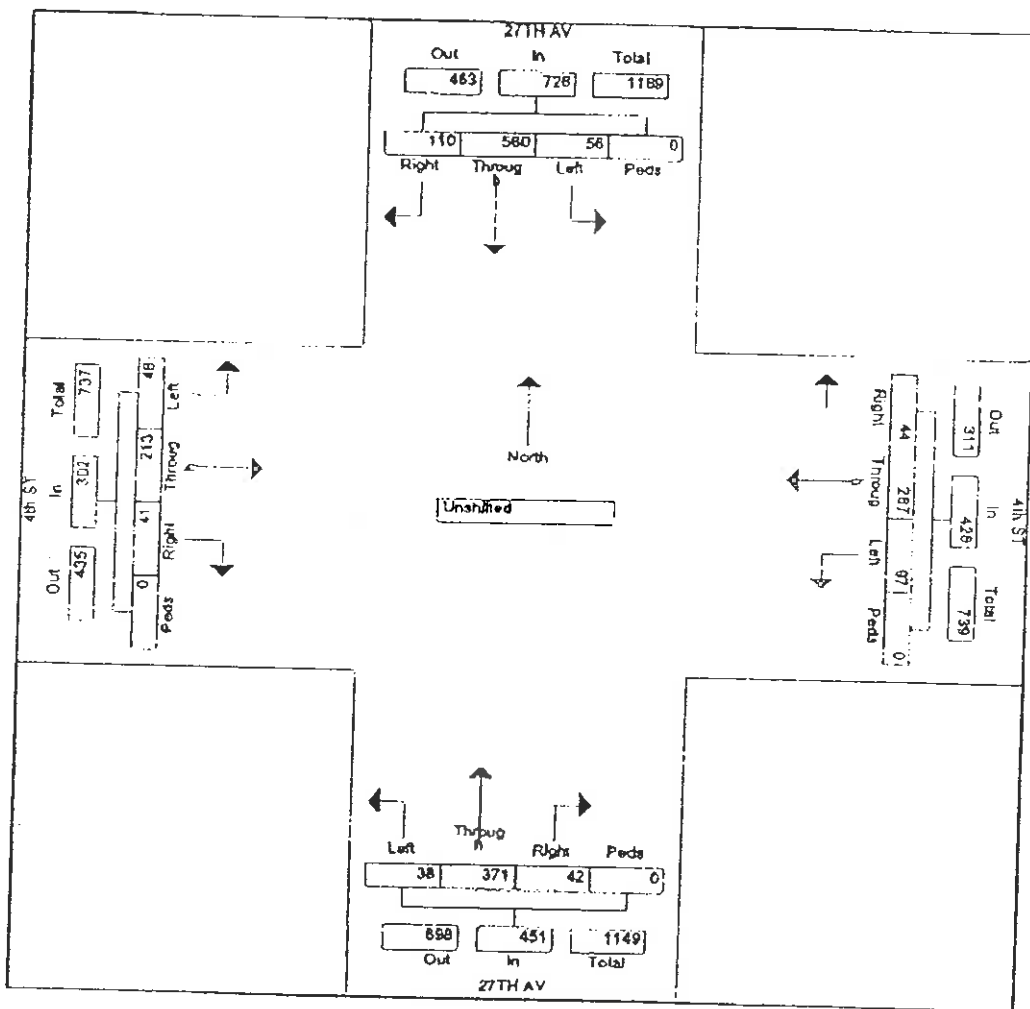 27TH AV
Out In Total
463 726 1189
110 560 56 0
Right Throug Left Peds
h
4th ST
Total In Out
737 302 435
48 213 41 0
Left Throug Right Peds
North
Unshifted
Right Throug Left Peds
44 287 97 0
Out In Total
311 428 739
4th ST
Throug
Left h Right Peds
38 371 42 0
698 451 1149
Out In Total
27TH AV